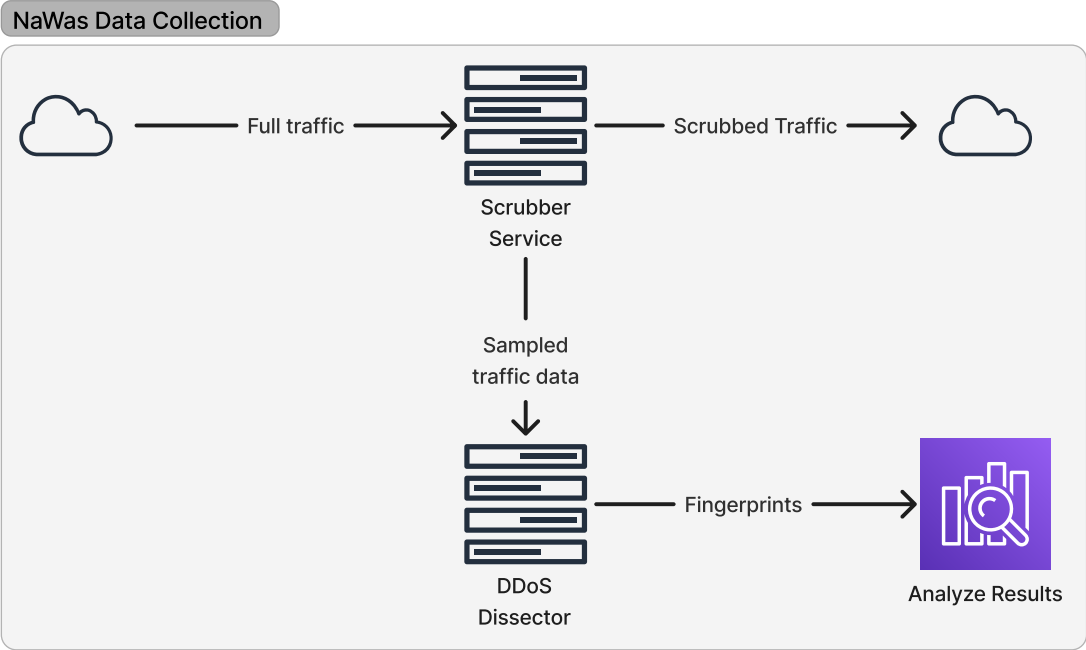 NaWas Data Collection
Full traffic
Scrubbed Traffic
Scrubber
Service
Sampled
traffic data
Fingerprints
DDoS
Dissector
Analyze Results